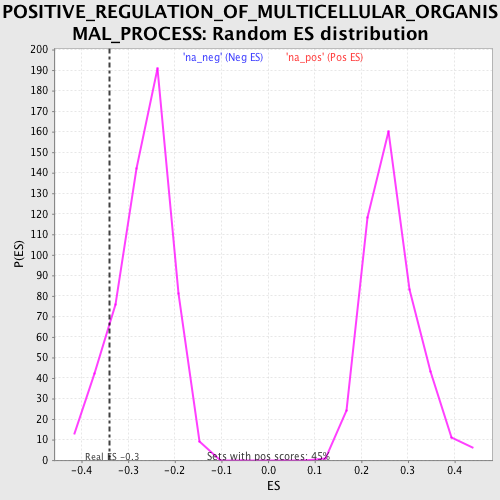 POSITIVE_REGULATION_OF_MULTICELLULAR_ORGANIS
MAL_PROCESS: Random ES distribution
'na_neg' (Neg ES) 'na_pos' (Pos ES)
200
190
180
170
160
150
140
130
120
110
100
90
80
70
60
50
40
30
20
10
0
P(ES)
Real ES -0.3
Sets with pos scores: 45%
-0.4 -0.3 -0.2 -0.1 0.0 0.1 0.2 0.3 0.4
ES